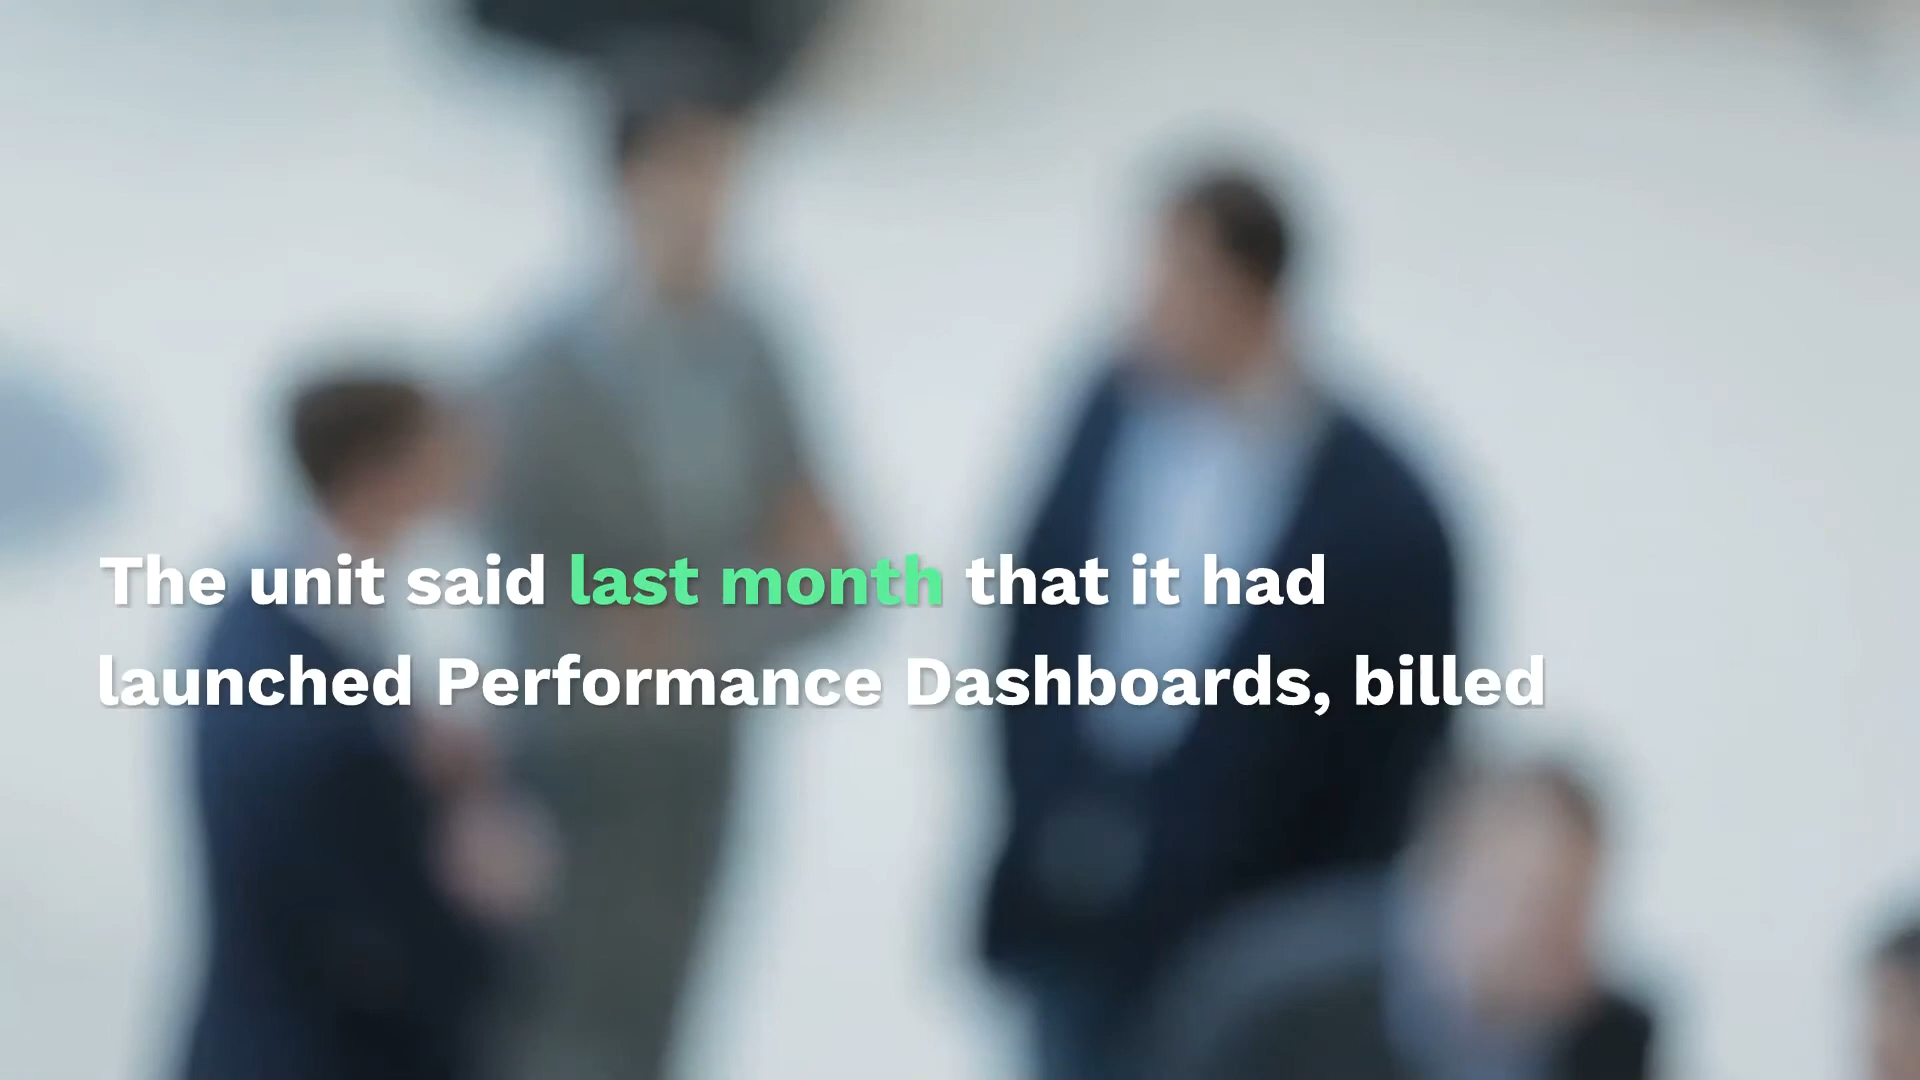 The unit said last month that it had
launched Performance Dashboards, billed